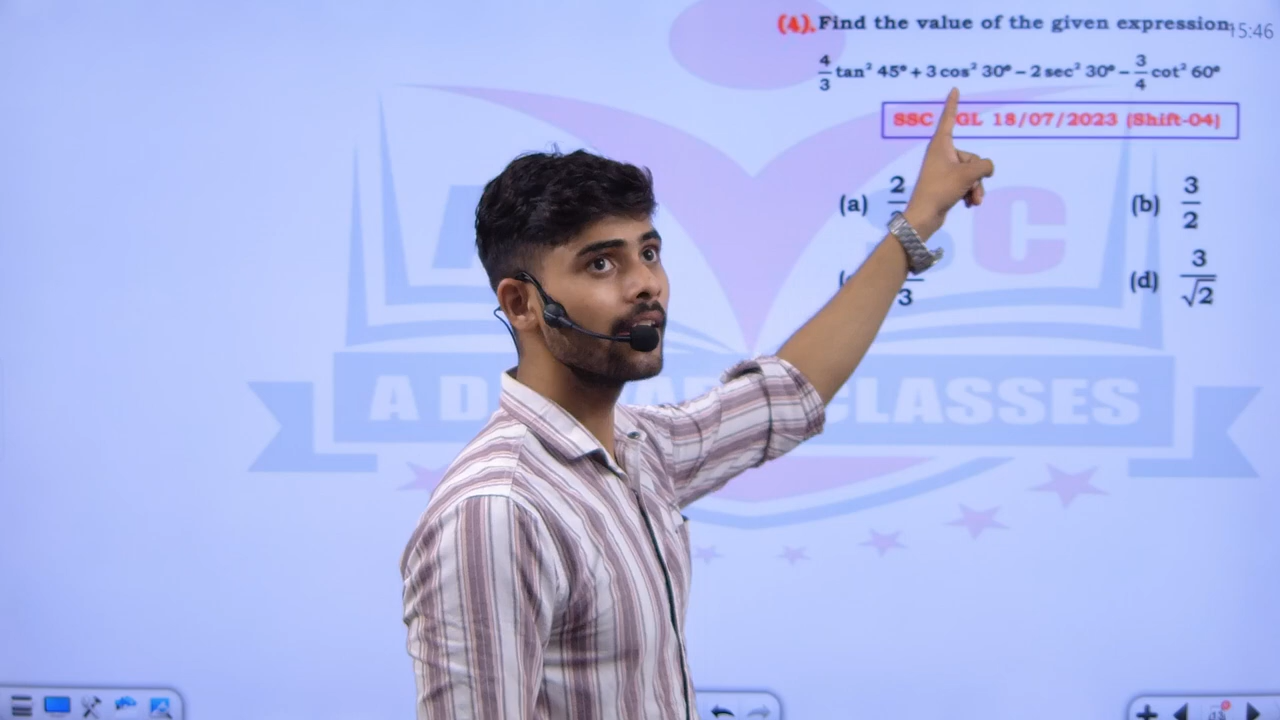 (4). Find the value of the given expression
15:46
4/3 tan² 45° + 3 cos² 30° − 2 sec² 30° − 3/4 cot² 60°
SSC GL 18/07/2023 (Shift-04)
(a) 2
(b) 3/2
3
(d) 3/√2
SC
CLASSES